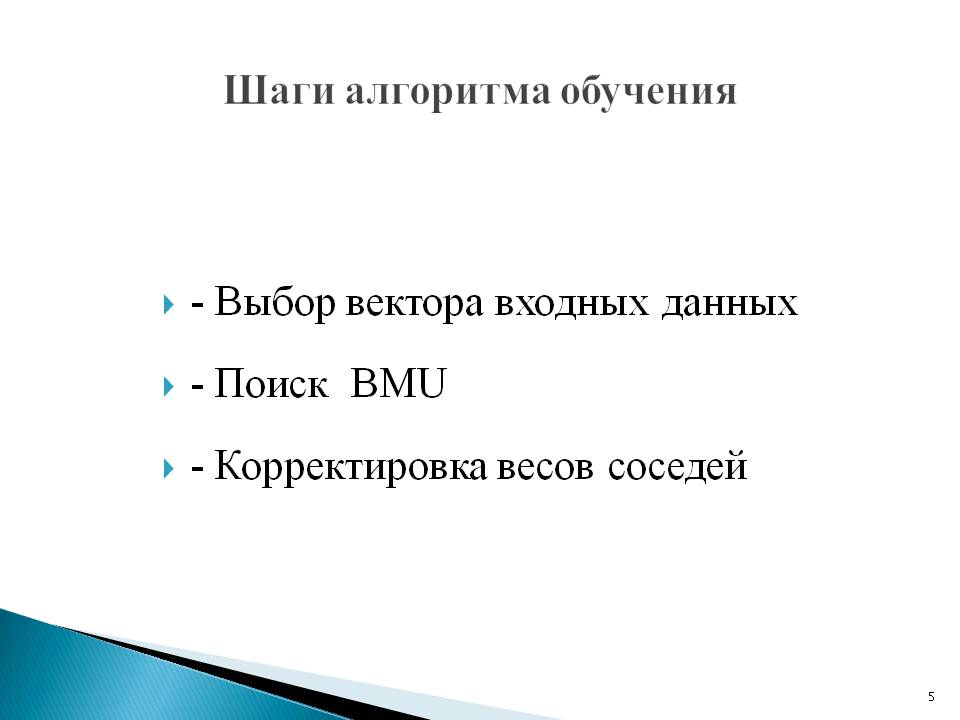 Шаги алгоритма обучения
- Выбор вектора входных данных
- Поиск BMU
- Корректировка весов соседей
5